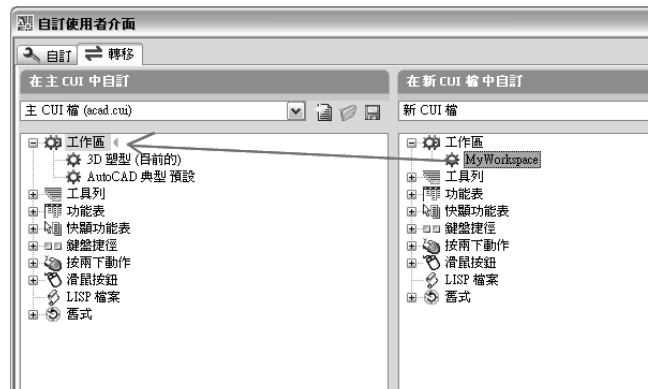 自訂使用者介面
自訂 轉移
在主 CUI 中自訂
主 CUI 檔 (acad.cui)
工作區
3D 塑型 (目前的)
AutoCAD 典型 預設
工具列
功能表
快顯功能表
鍵盤捷徑
按兩下動作
滑鼠按鈕
LISP 檔案
舊式
在新 CUI 檔 中自訂
新 CUI 檔
工作區
MyWorkspace
工具列
功能表
快顯功能表
鍵盤捷徑
按兩下動作
滑鼠按鈕
LISP 檔案
舊式